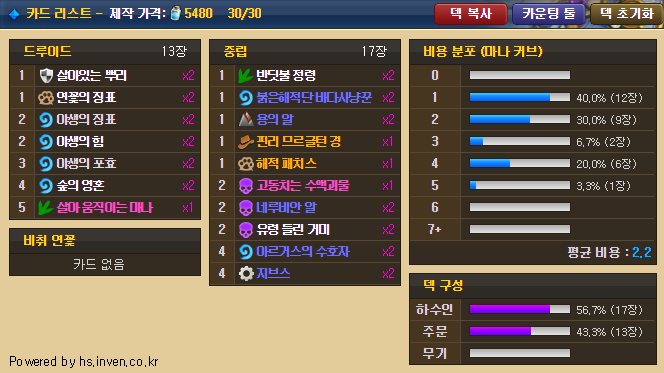 카드 리스트 - 제작 가격: 5480 30/30
덱 복사
카운팅 툴
덱 초기화
드루이드 13장
1 살아있는 뿌리 x2
1 연꽃의 징표 x2
2 야생의 징표 x2
2 야생의 힘 x2
3 야생의 포효 x2
4 숲의 영혼 x2
5 살아 움직이는 마나 x1
비취 연꽃
카드 없음
중립 17장
1 반딧불 정령 x2
1 붉은해적단 바다사냥꾼 x2
1 용의 알 x2
1 핀리 므르글턴 경 x1
1 해적 패치스 x1
2 고동치는 수액괴물 x1
2 네루비안 알 x2
2 유령 들린 거미 x2
4 아르거스의 수호자 x2
4 지브스 x2
비용 분포 (마나 커브)
0
1 40,0% (12장)
2 30,0% (9장)
3 6,7% (2장)
4 20,0% (6장)
5 3,3% (1장)
6
7+
평균 비용 : 2,2
덱 구성
하수인 56,7% (17장)
주문 43,3% (13장)
무기
Powered by hs,inven,co,kr